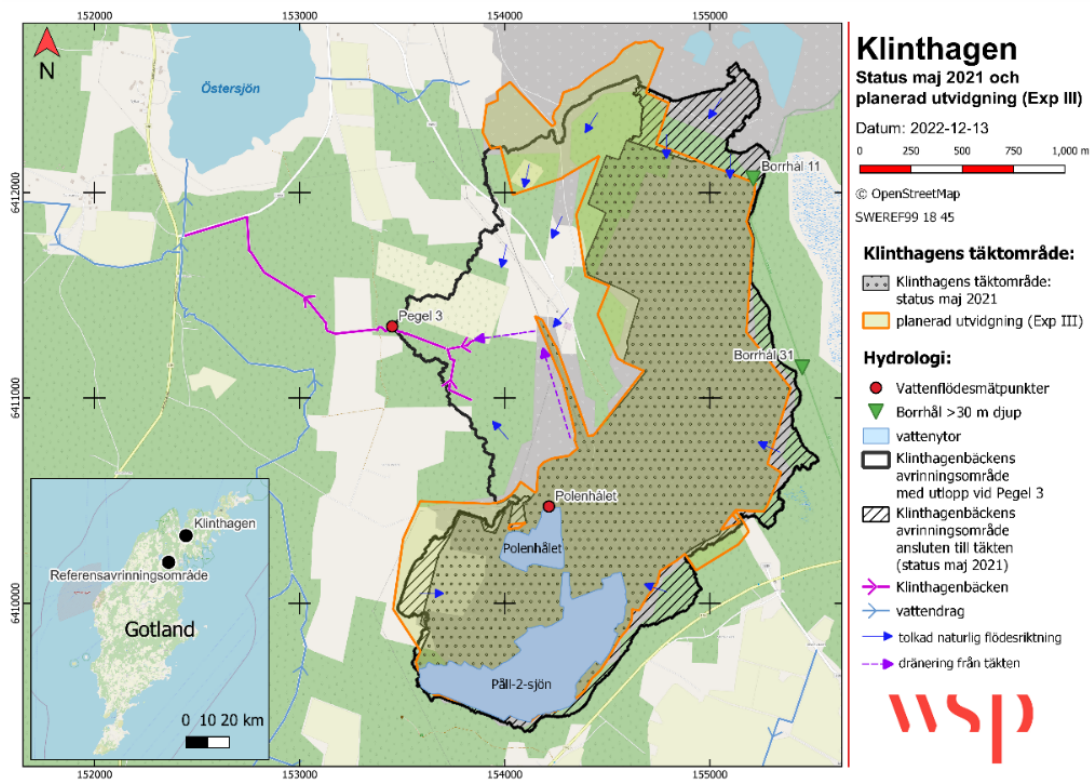 152000
153000
154000
155000
6412000
6411000
6410000
N
Östersjön
Borrhål 11
Pegel 3
Borrhål 31
Polenhålet
Polenhålet
Påll-2-sjön
Klinthagen
Referensavrinningsområde
Gotland
0 10 20 km
152000
153000
154000
155000
Klinthagen
Status maj 2021 och
planerad utvidgning (Exp III)
Datum: 2022-12-13
0 250 500 750 1,000 m
© OpenStreetMap
SWEREF99 18 45
Klinthagens täktområde:
Klinthagens täktområde:
status maj 2021
planerad utvidgning (Exp III)
Hydrologi:
Vattenflödesmätpunkter
Borrhål >30 m djup
vattenytor
Klinthagenbäckens
avrinningsområde
med utlopp vid Pegel 3
Klinthagenbäckens
avrinningsområde
ansluten till täkten
(status maj 2021)
Klinthagenbäcken
vattendrag
tolkad naturlig flödesriktning
dränering från täkten
wsp